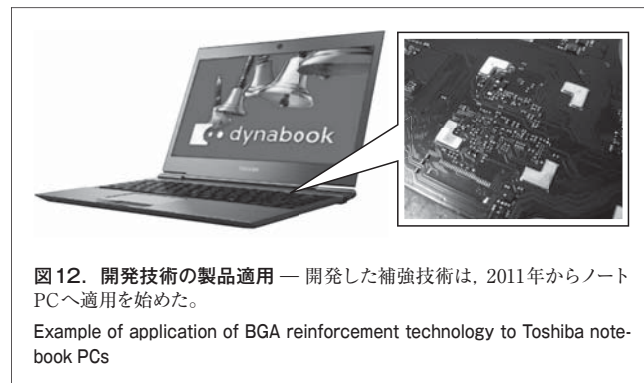 dynabook
TOSHIBA
図12．開発技術の製品適用 — 開発した補強技術は，2011年からノート
PCへ適用を始めた。
Example of application of BGA reinforcement technology to Toshiba note-
book PCs